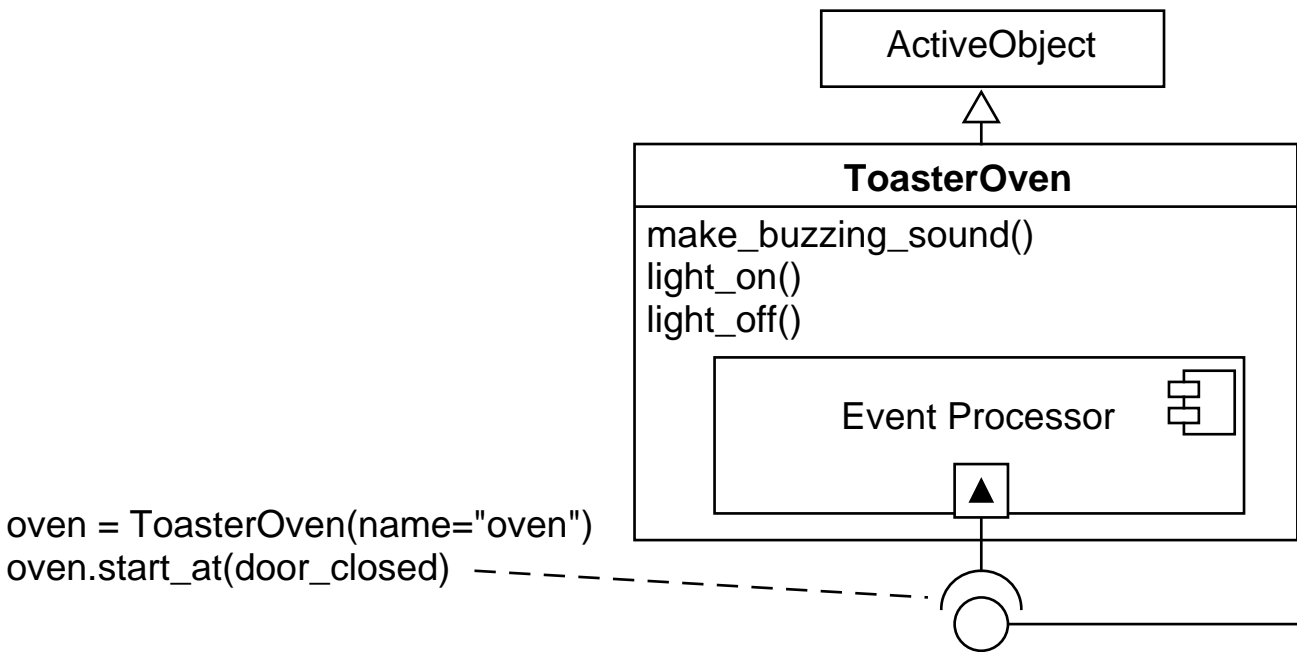 ActiveObject
ToasterOven
make_buzzing_sound()
light_on()
light_off()
Event Processor
oven = ToasterOven(name="oven")
oven.start_at(door_closed)